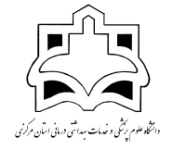 دانشگاه علوم پزشکی و خدمات بهداشتی درمانی استان مرکزی